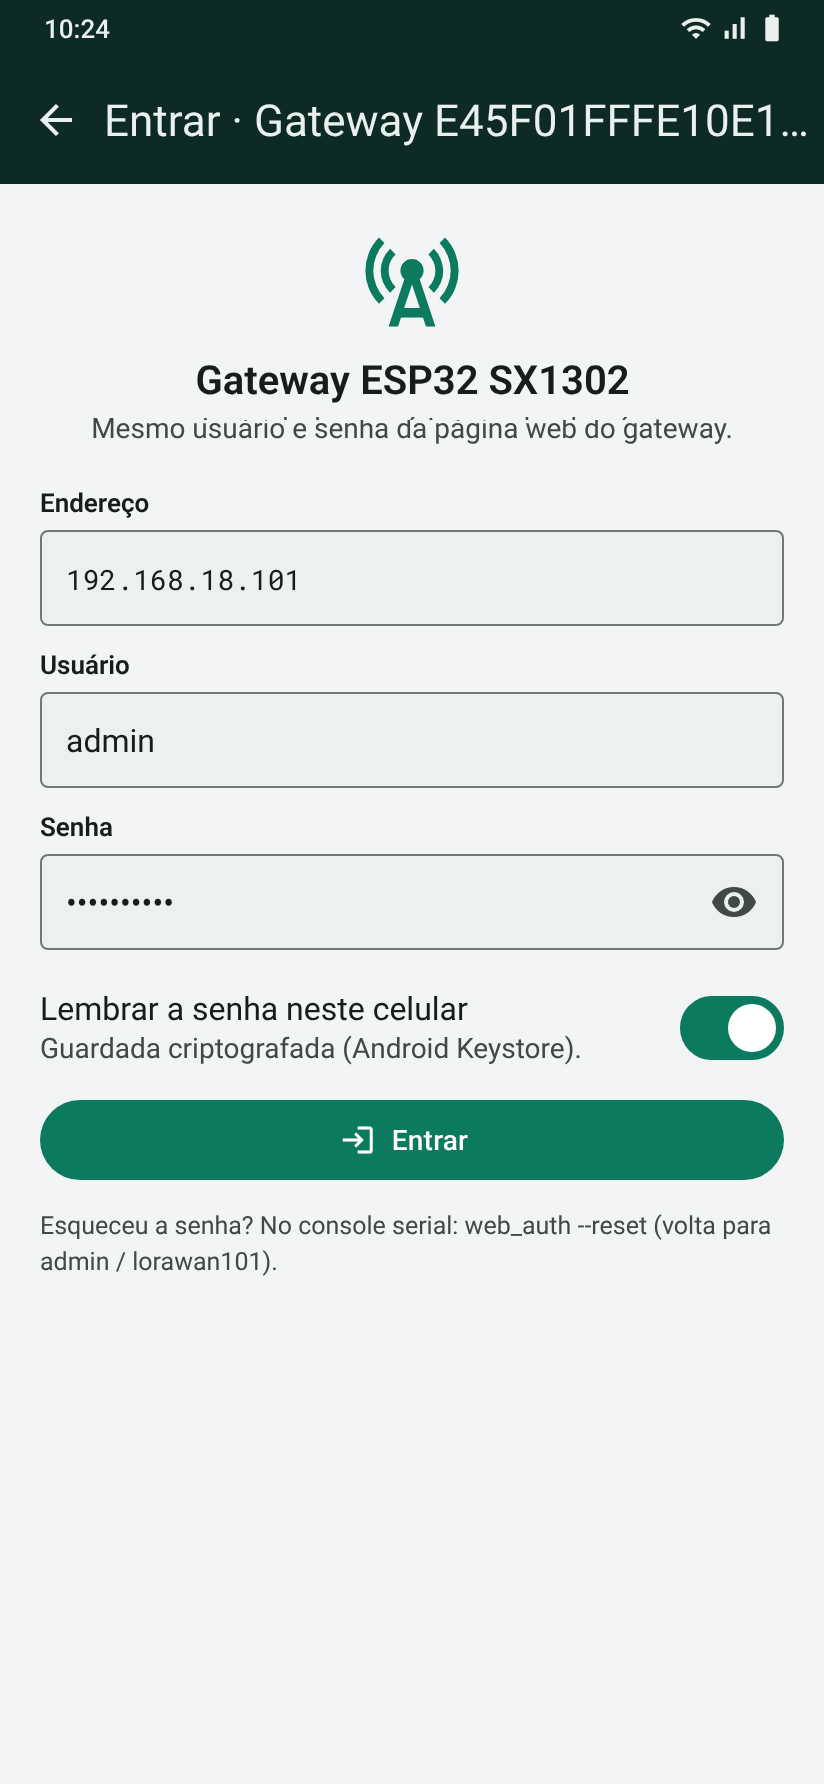 10:24
Entrar · Gateway E45F01FFFE10E1...
Gateway ESP32 SX1302
Mesmo usuário e senha da página web do gateway.
Endereço
192.168.18.101
Usuário
admin
Senha
••••••••••
Lembrar a senha neste celular
Guardada criptografada (Android Keystore).
Entrar
Esqueceu a senha? No console serial: web_auth --reset (volta para
admin / lorawan101).